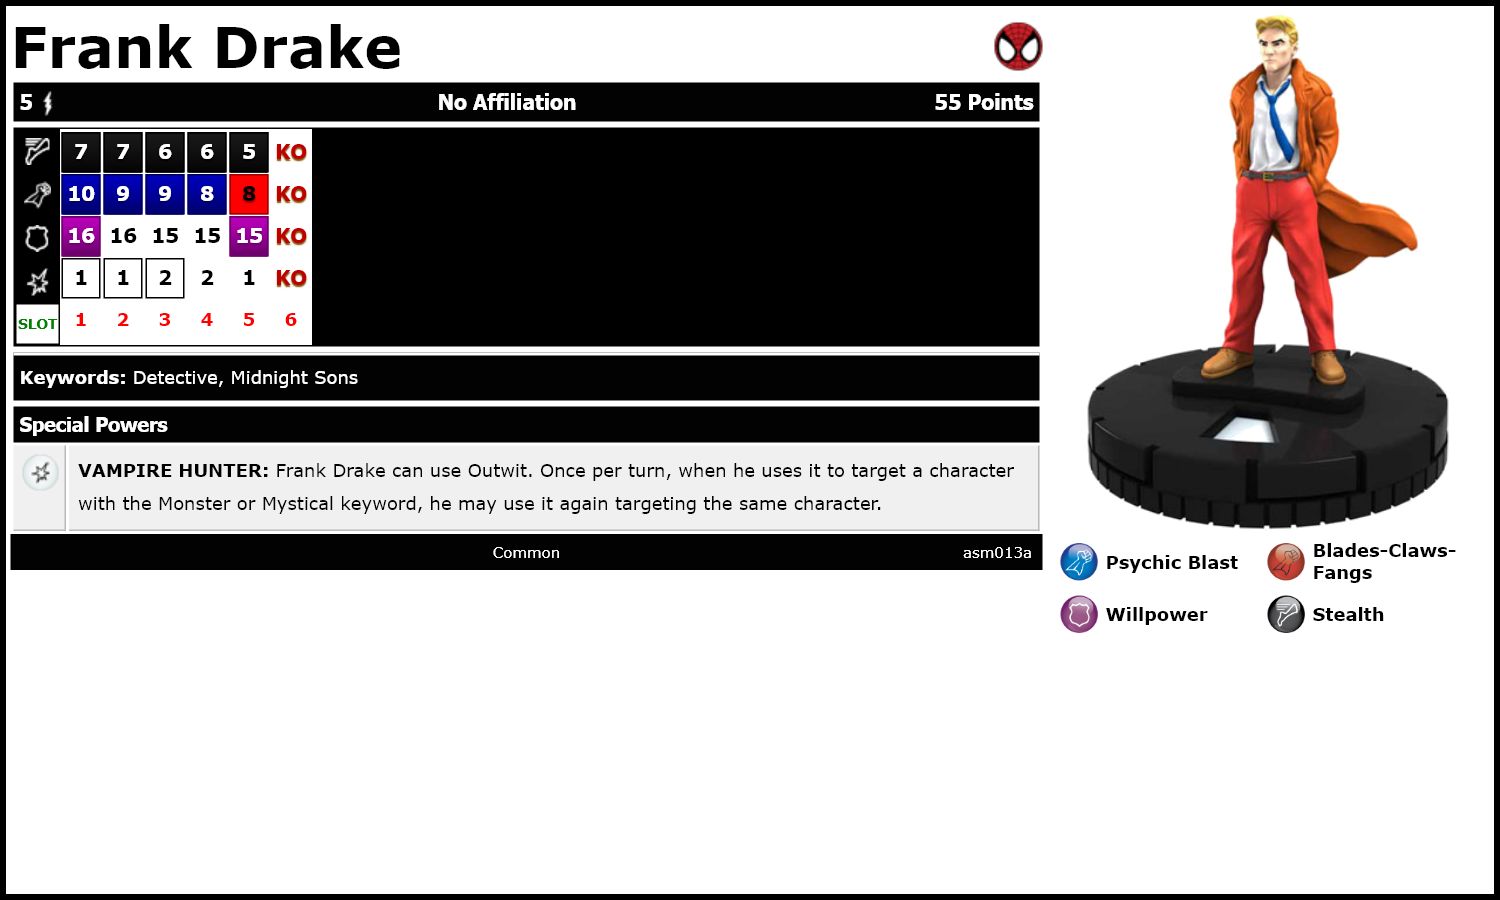 Frank Drake
5 No Affiliation 55 Points
7 7 6 6 5 KO
10 9 9 8 8 KO
16 16 15 15 15 KO
1 1 2 2 1 KO
SLOT 1 2 3 4 5 6
Keywords: Detective, Midnight Sons
Special Powers
VAMPIRE HUNTER: Frank Drake can use Outwit. Once per turn, when he uses it to target a character
with the Monster or Mystical keyword, he may use it again targeting the same character.
Common asm013a
Psychic Blast
Blades-Claws-
Fangs
Willpower
Stealth